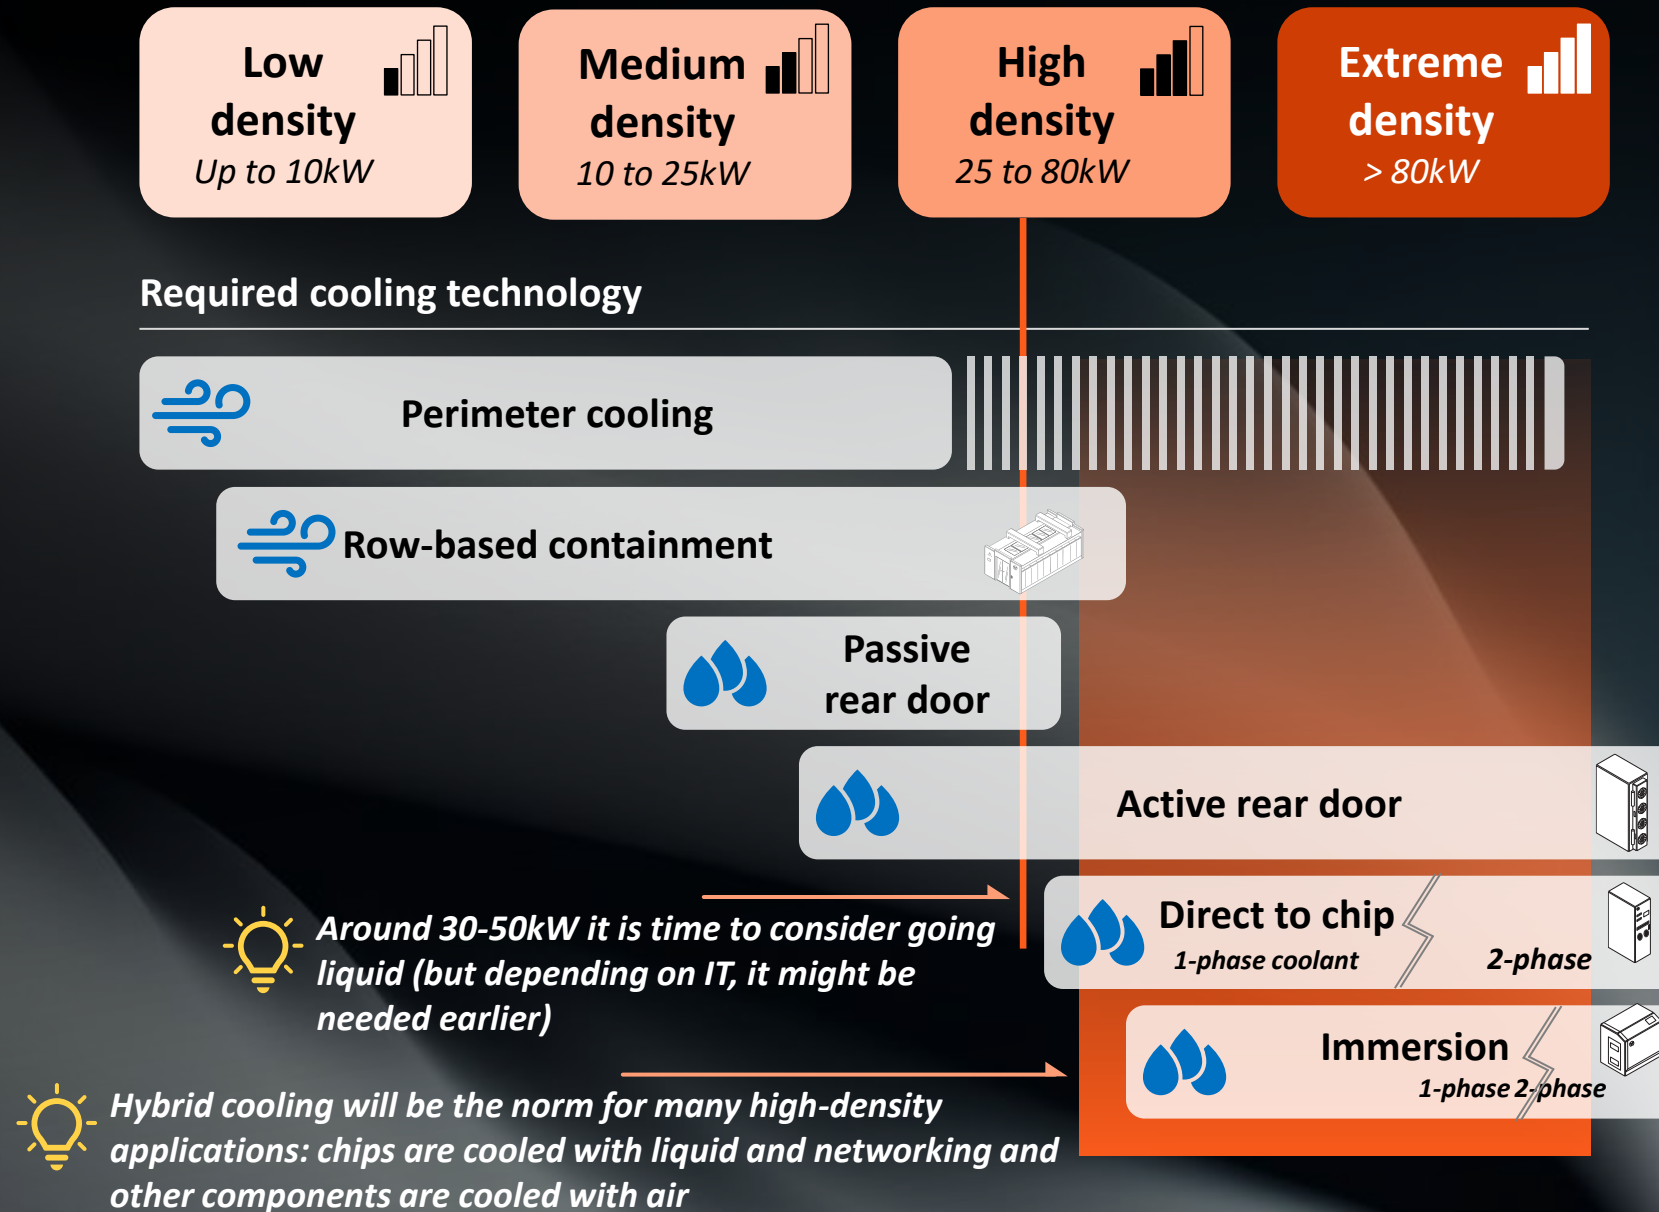 Low
density
Up to 10kW
Medium
density
10 to 25kW
High
density
25 to 80kW
Extreme
density
> 80kW
Required cooling technology
Perimeter cooling
Row-based containment
Passive
rear door
Active rear door
Direct to chip
1-phase coolant
2-phase
Around 30-50kW it is time to consider going
liquid (but depending on IT, it might be
needed earlier)
Immersion
1-phase 2-phase
Hybrid cooling will be the norm for many high-density
applications: chips are cooled with liquid and networking and
other components are cooled with air